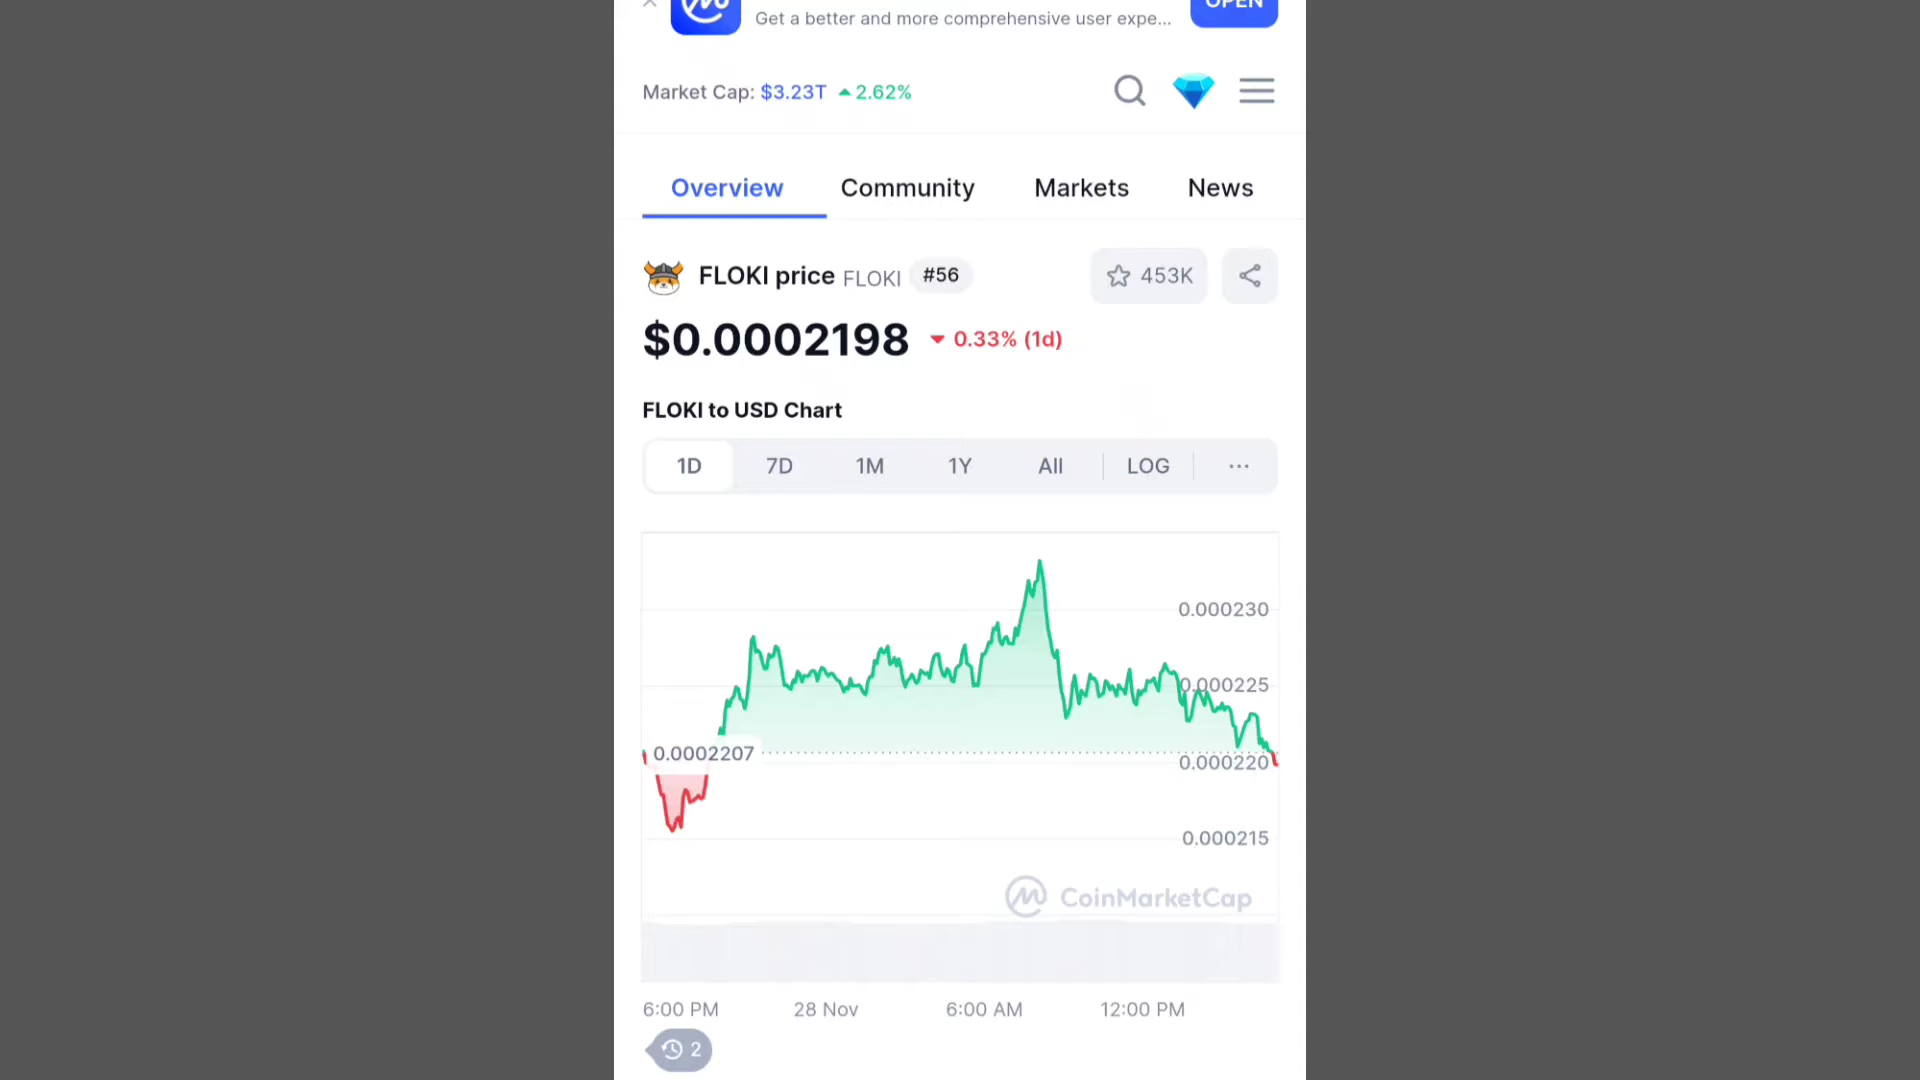 Get a better and more comprehensive user expe...
OPEN
Market Cap: $3.23T 2.62%
Overview Community Markets News
FLOKI price FLOKI #56 453K
$0.0002198 0.33% (1d)
FLOKI to USD Chart
1D 7D 1M 1Y All LOG ...
0.000230
0.000225
0.0002207
0.000220
0.000215
CoinMarketCap
6:00 PM 28 Nov 6:00 AM 12:00 PM
2